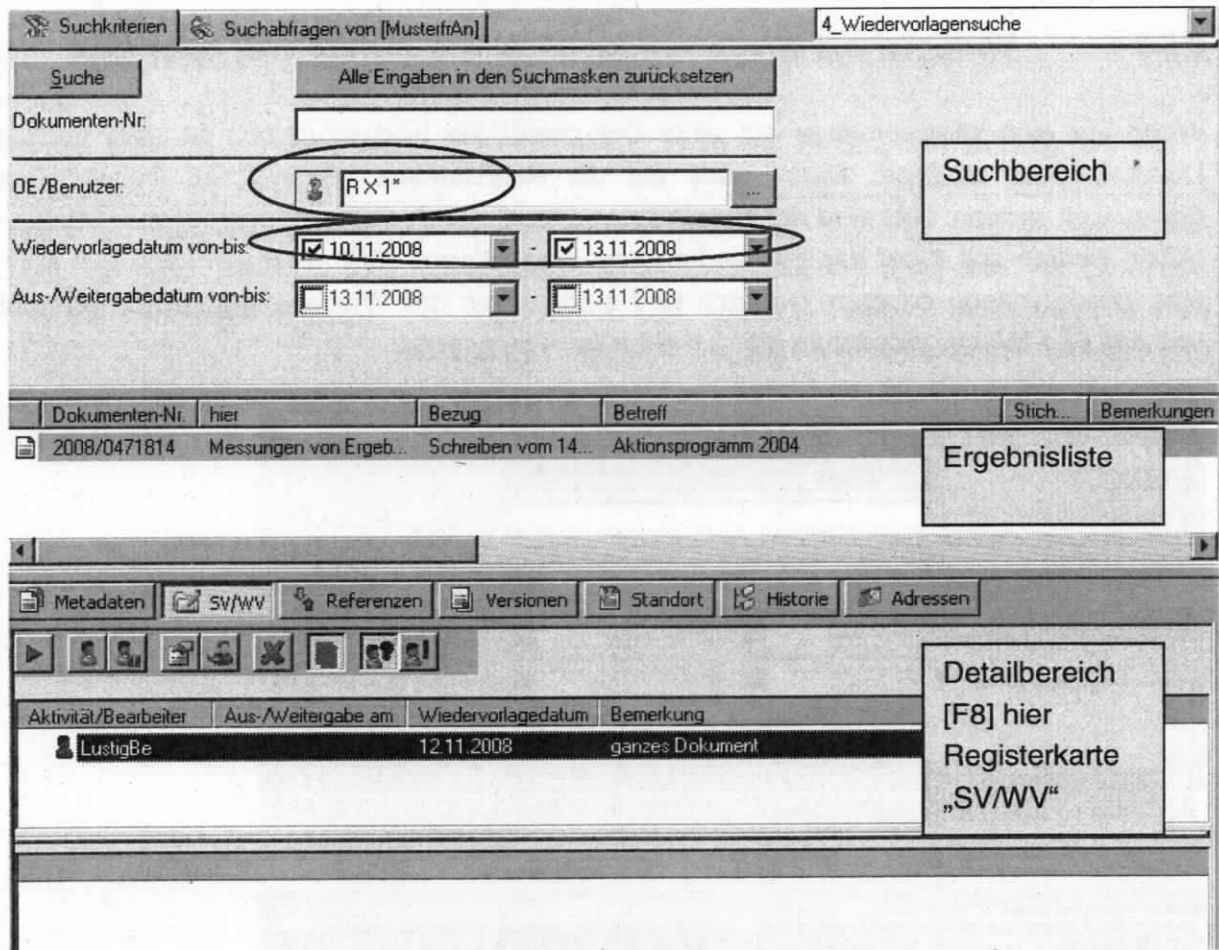 Suchkriterien Suchabfragen von [MusterfrAn] 4_Wiedervorlagensuche
Suche Alle Eingaben in den Suchmasken zurücksetzen
Dokumenten-Nr:
OE/Benutzer: R X 1* ...
Suchbereich
Wiedervorlagedatum von-bis: 10.11.2008 - 13.11.2008
Aus-/Weitergabedatum von-bis: 13.11.2008 - 13.11.2008
Dokumenten-Nr. hier Bezug Betreff Stich... Bemerkungen
2008/0471814 Messungen von Ergeb... Schreiben vom 14... Aktionsprogramm 2004
Ergebnisliste
Metadaten SV/WV Referenzen Versionen Standort Historie Adressen
Detailbereich
[F8] hier
Registerkarte
„SV/WV“
Aktivität/Bearbeiter Aus-/Weitergabe am Wiedervorlagedatum Bemerkung
LustigBe 12.11.2008 ganzes Dokument